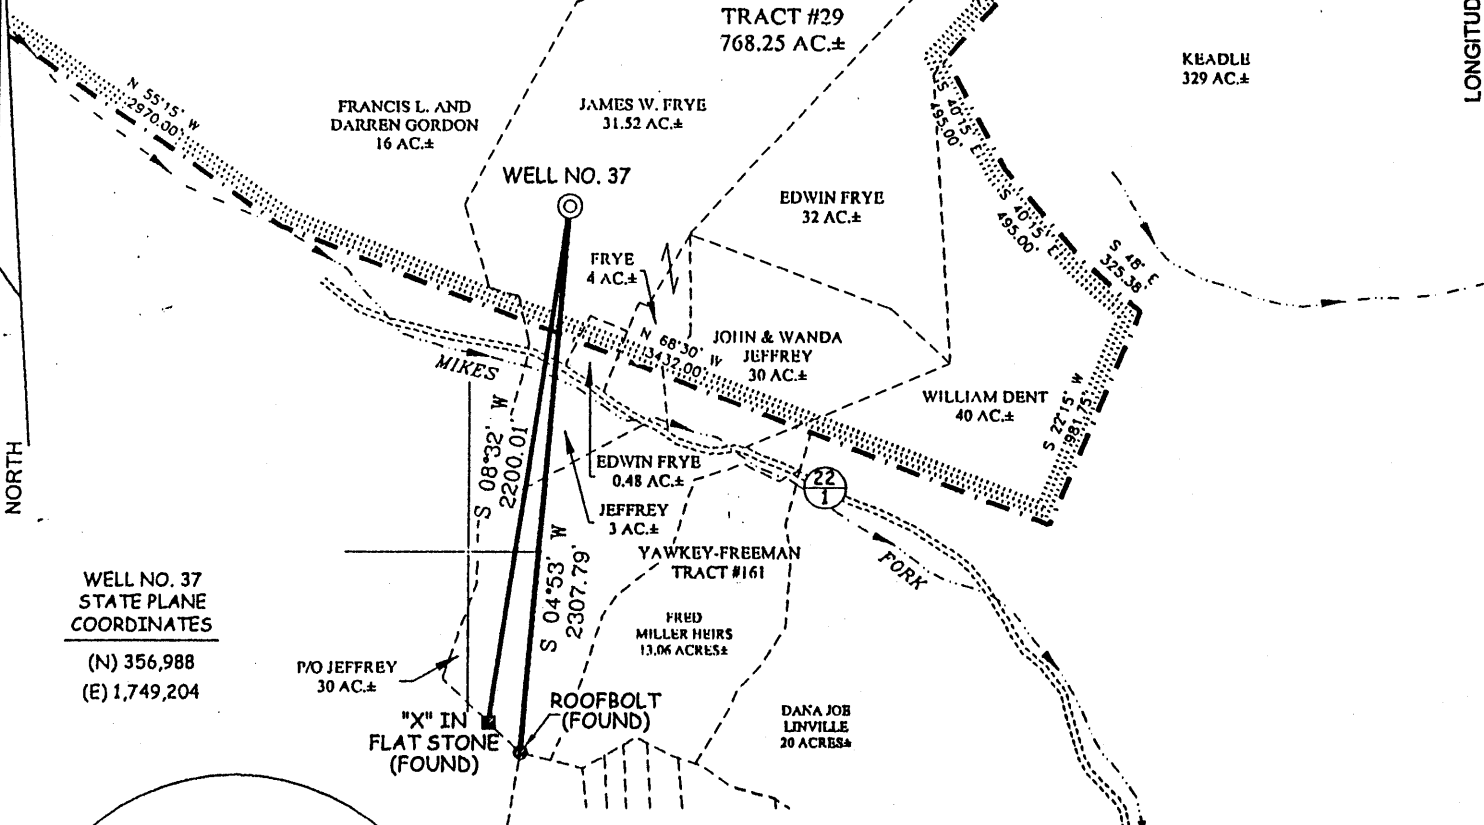 TRACT #29
768.25 AC.±
KEADLE
329 AC.±
N 55°15' W
2970.00'
FRANCIS L. AND
DARREN GORDON
16 AC.±
JAMES W. FRYE
31.52 AC.±
S 40°15' E
495.00'
WELL NO. 37
EDWIN FRYE
32 AC.±
S 40°15' E
495.00'
S 48° E
325.38'
FRYE
4 AC.±
N 68°30' W
3432.00'
JOHN & WANDA
JEFFREY
30 AC.±
MIKES
WILLIAM DENT
40 AC.±
S 22°15' W
981.75'
S 08°32' W
2200.01'
EDWIN FRYE
0.48 AC.±
22
1
NORTH
JEFFREY
3 AC.±
S 04°53' W
2307.79'
YAWKEY-FREEMAN
TRACT #161
FORK
WELL NO. 37
STATE PLANE
COORDINATES
(N) 356,988
(E) 1,749,204
FRED
MILLER HEIRS
13.06 ACRES±
P/O JEFFREY
30 AC.±
"X" IN
FLAT STONE
(FOUND)
ROOFBOLT
(FOUND)
DANA JOE
LINVILLE
20 ACRES±
LONGITUD